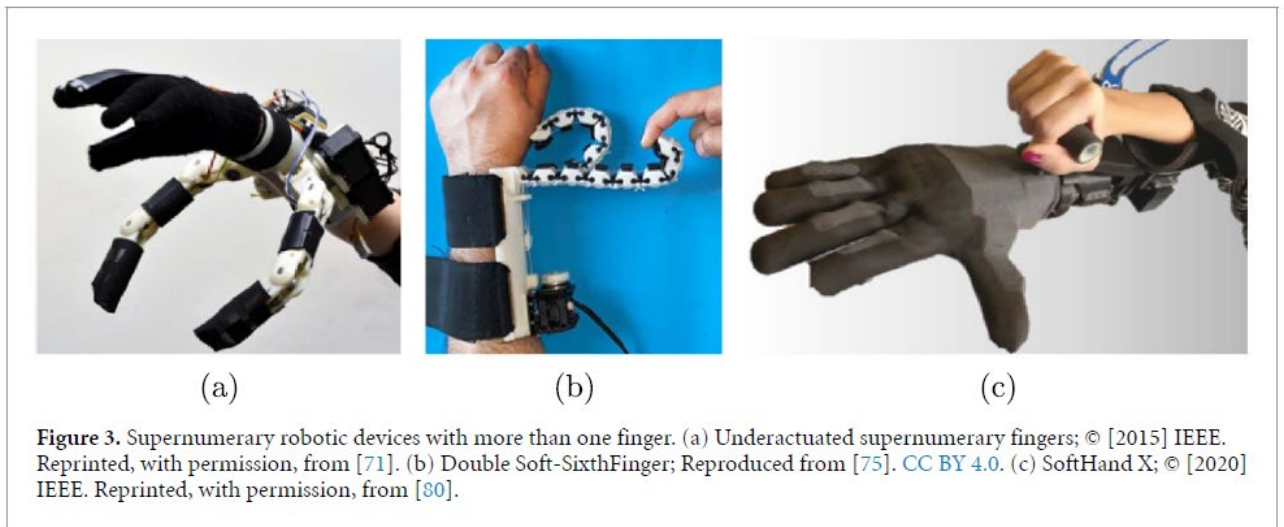 (a)
(b)
(c)
Figure 3. Supernumerary robotic devices with more than one finger. (a) Underactuated supernumerary fingers; © [2015] IEEE.
Reprinted, with permission, from [71]. (b) Double Soft-SixthFinger; Reproduced from [75]. CC BY 4.0. (c) SoftHand X; © [2020]
IEEE. Reprinted, with permission, from [80].